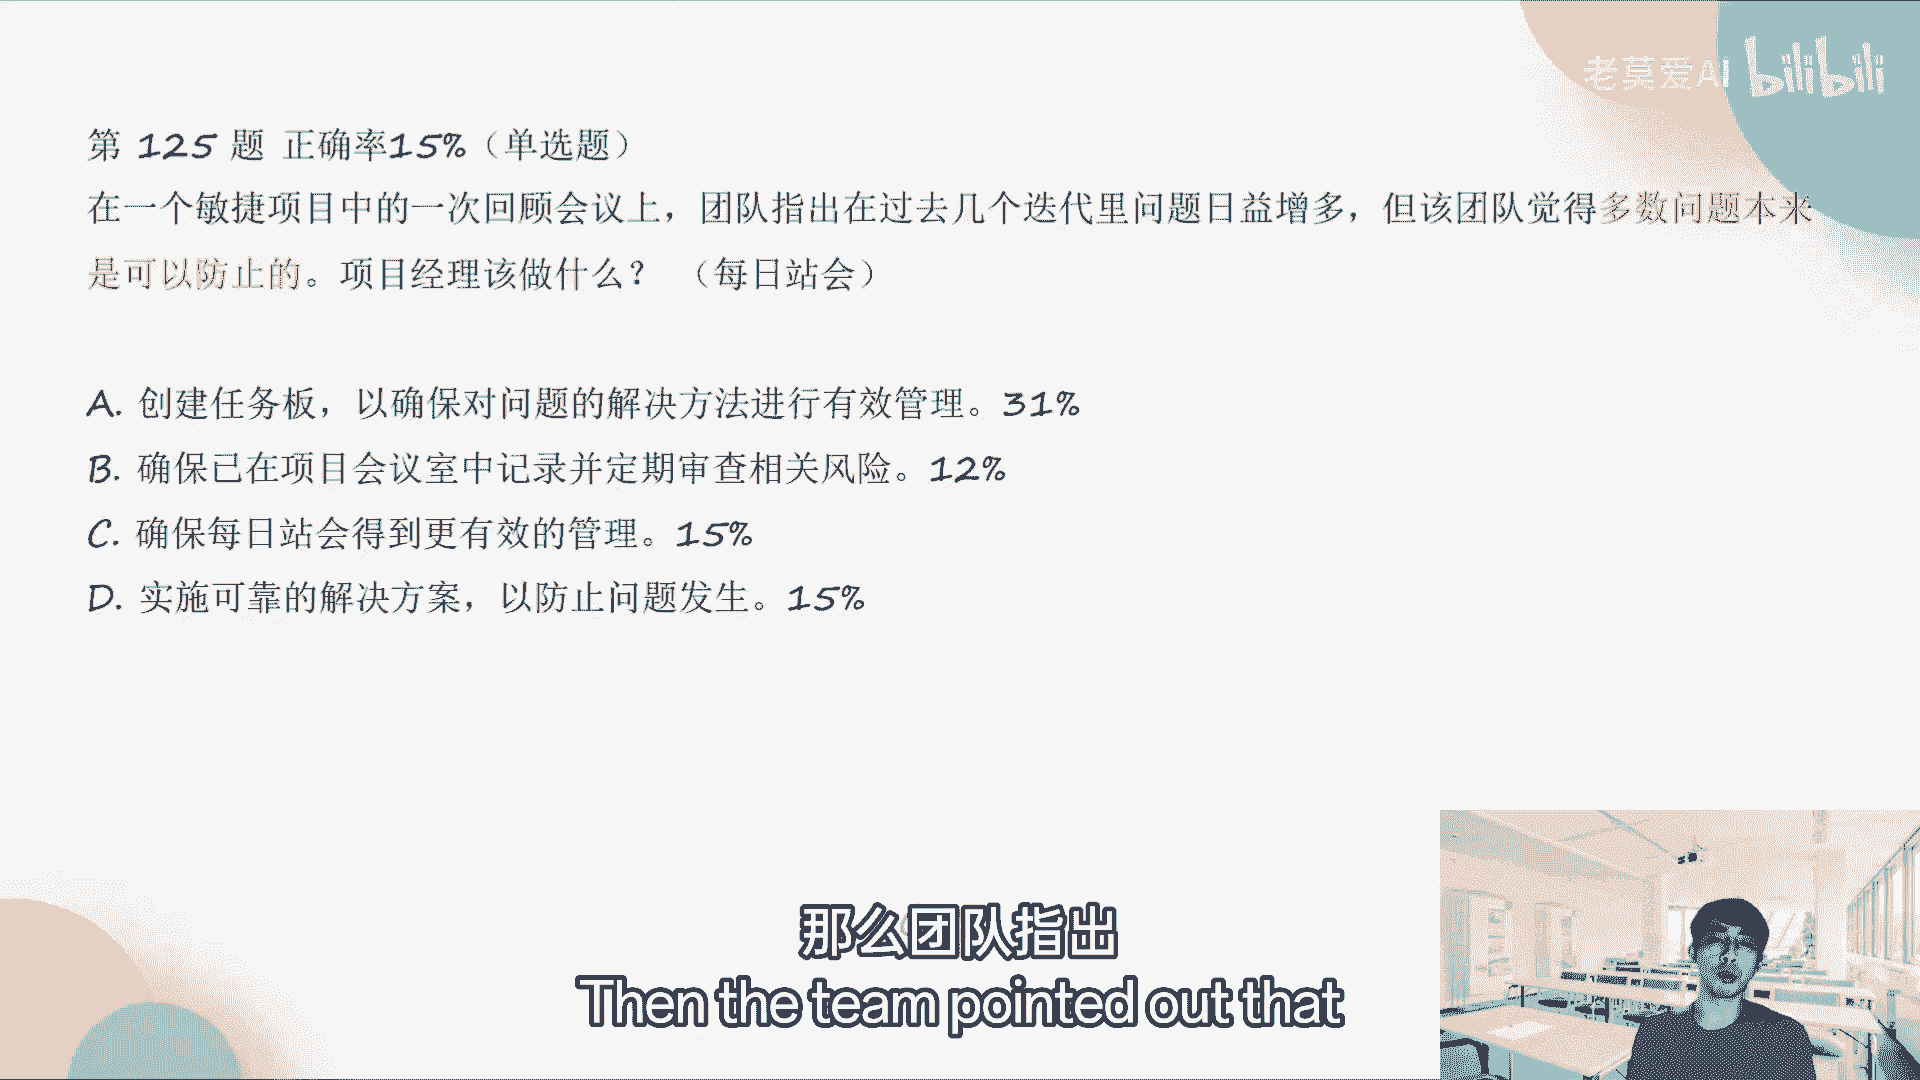 老莫爱AI bilibili
第 125 题 正确率15%（单选题）
在一个敏捷项目中的一次回顾会议上，团队指出在过去几个迭代里问题日益增多，但该团队觉得多数问题本来
是可以防止的。项目经理该做什么？ （每日站会）
A. 创建任务板，以确保对问题的解决方法进行有效管理。31%
B. 确保已在项目会议室中记录并定期审查相关风险。12%
C. 确保每日站会得到更有效的管理。15%
D. 实施可靠的解决方案，以防止问题发生。15%
那么团队指出
Then the team pointed out that